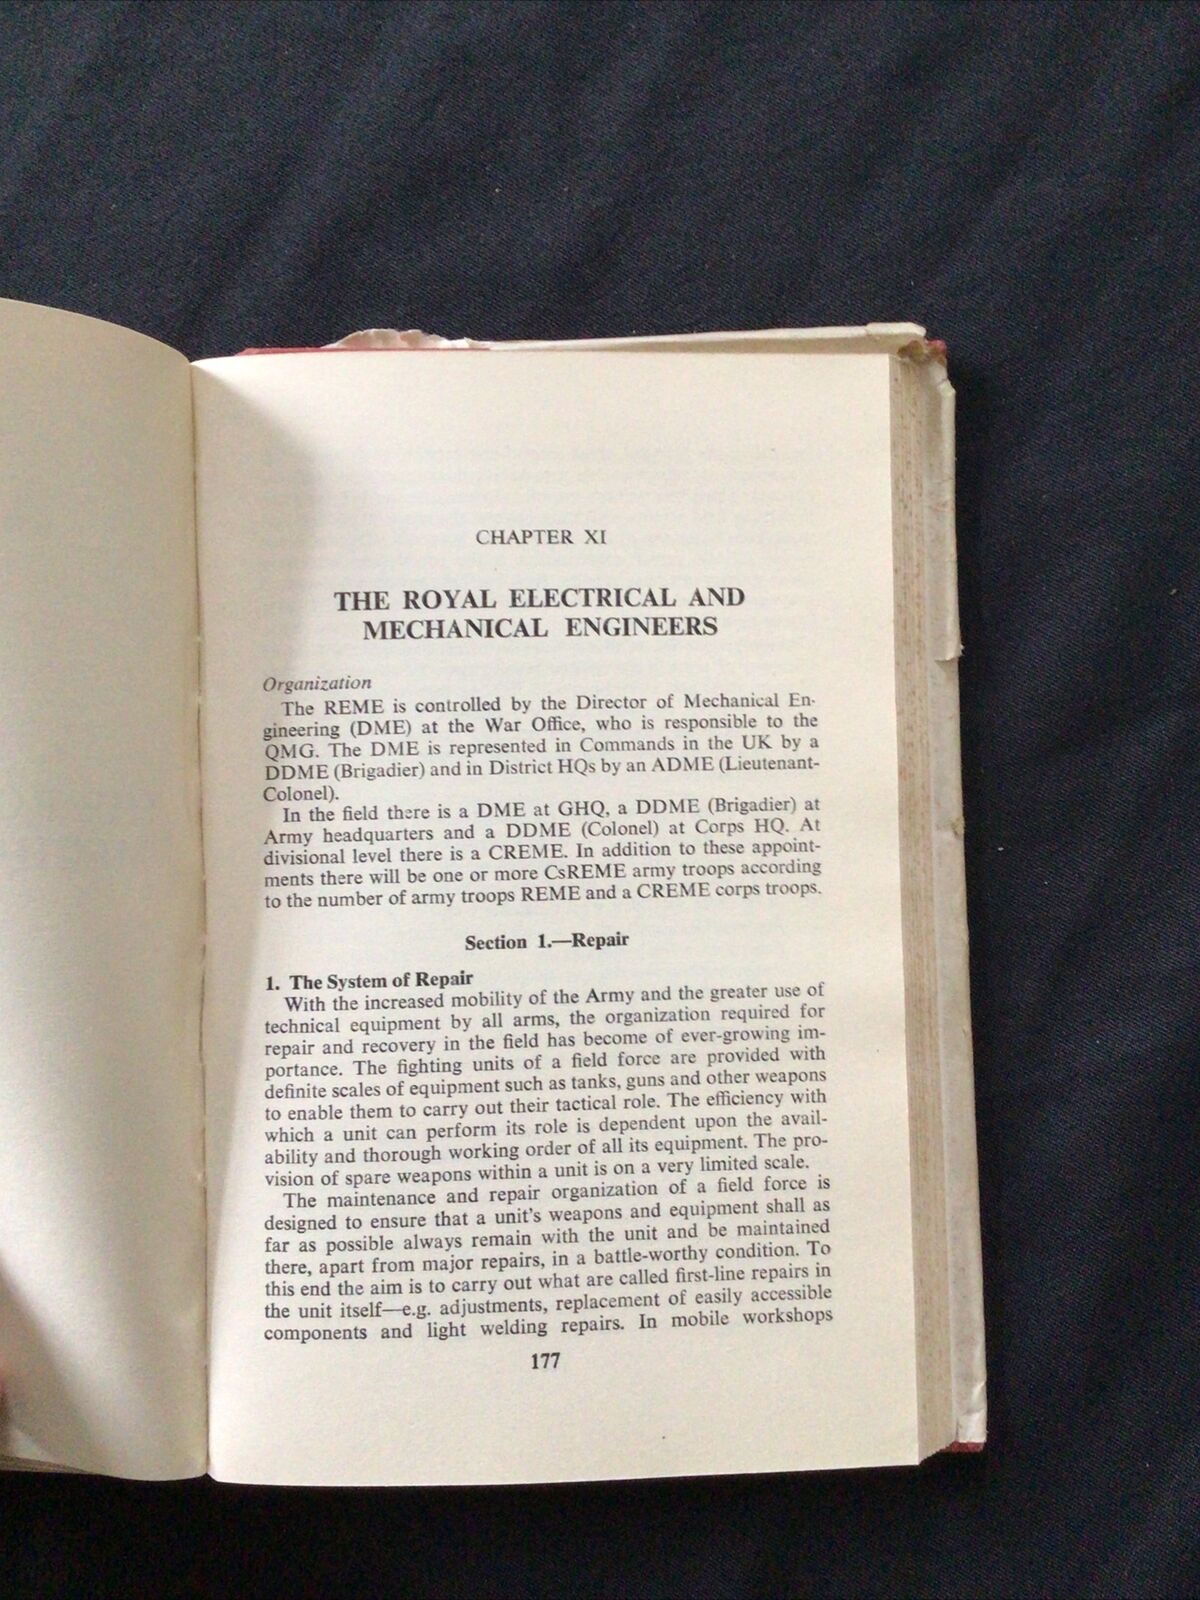 CHAPTER XI
THE ROYAL ELECTRICAL AND
MECHANICAL ENGINEERS
Organization
The REME is controlled by the Director of Mechanical En-
gineering (DME) at the War Office, who is responsible to the
QMG. The DME is represented in Commands in the UK by a
DDME (Brigadier) and in District HQs by an ADME (Lieutenant-
Colonel).
In the field there is a DME at GHQ, a DDME (Brigadier) at
Army headquarters and a DDME (Colonel) at Corps HQ. At
divisional level there is a CREME. In addition to these appoint-
ments there will be one or more CsREME army troops according
to the number of army troops REME and a CREME corps troops.
Section 1.—Repair
1. The System of Repair
With the increased mobility of the Army and the greater use of
technical equipment by all arms, the organization required for
repair and recovery in the field has become of ever-growing im-
portance. The fighting units of a field force are provided with
definite scales of equipment such as tanks, guns and other weapons
to enable them to carry out their tactical role. The efficiency with
which a unit can perform its role is dependent upon the avail-
ability and thorough working order of all its equipment. The pro-
vision of spare weapons within a unit is on a very limited scale.
The maintenance and repair organization of a field force is
designed to ensure that a unit's weapons and equipment shall as
far as possible always remain with the unit and be maintained
there, apart from major repairs, in a battle-worthy condition. To
this end the aim is to carry out what are called first-line repairs in
the unit itself—e.g. adjustments, replacement of easily accessible
components and light welding repairs. In mobile workshops
177